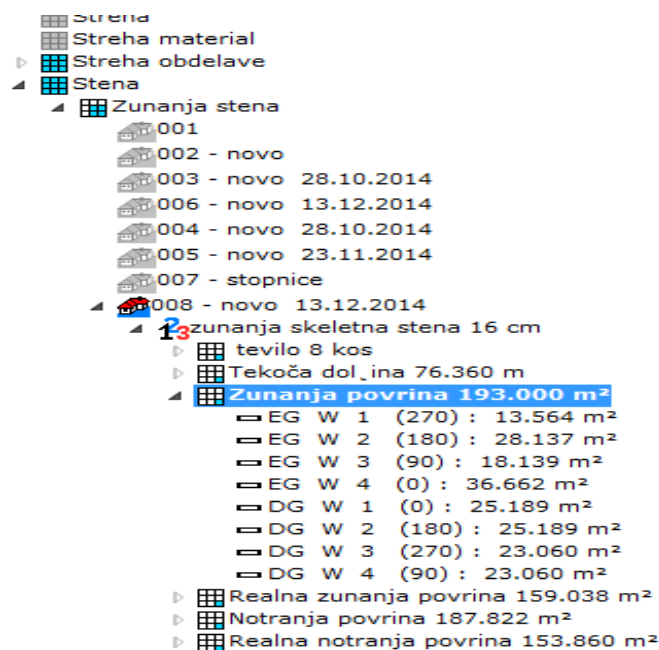 Streha
Streha material
Streha obdelave
Stena
Zunanja stena
001
002 - novo
003 - novo 28.10.2014
006 - novo 13.12.2014
004 - novo 28.10.2014
005 - novo 23.11.2014
007 - stopnice
008 - novo 13.12.2014
123 zunanja skeletna stena 16 cm
tevilo 8 kos
Tekoča dol¸ina 76.360 m
Zunanja povrina 193.000 m²
EG W 1 (270) : 13.564 m²
EG W 2 (180) : 28.137 m²
EG W 3 (90) : 18.139 m²
EG W 4 (0) : 36.662 m²
DG W 1 (0) : 25.189 m²
DG W 2 (180) : 25.189 m²
DG W 3 (270) : 23.060 m²
DG W 4 (90) : 23.060 m²
Realna zunanja povrina 159.038 m²
Notranja povrina 187.822 m²
Realna notranja povrina 153.860 m²